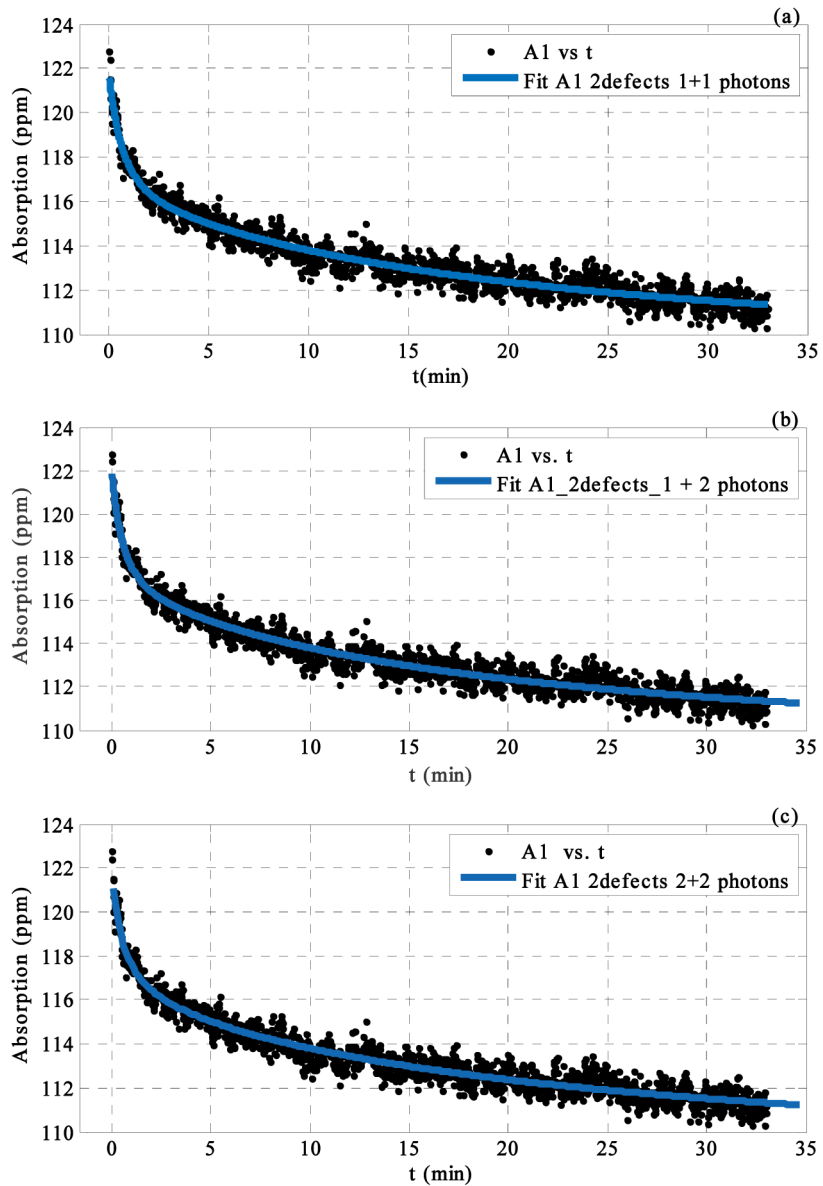 (a)
124
122
120
118
116
114
112
110
Absorption (ppm)
A1 vs t
Fit A1 2defects 1+1 photons
0 5 10 15 20 25 30 35
t(min)
(b)
124
122
120
118
116
114
112
110
Absorption (ppm)
A1 vs. t
Fit A1_2defects_1 + 2 photons
0 5 10 15 20 25 30 35
t (min)
(c)
124
122
120
118
116
114
112
110
Absorption (ppm)
A1 vs. t
Fit A1 2defects 2+2 photons
0 5 10 15 20 25 30 35
t (min)